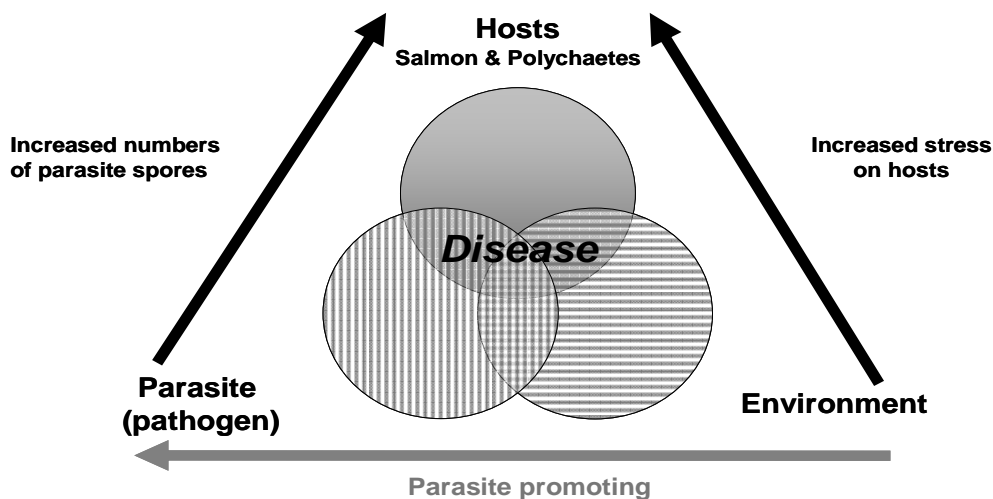 Hosts
Salmon & Polychaetes
Increased numbers
of parasite spores
Increased stress
on hosts
Disease
Parasite
(pathogen)
Environment
Parasite promoting